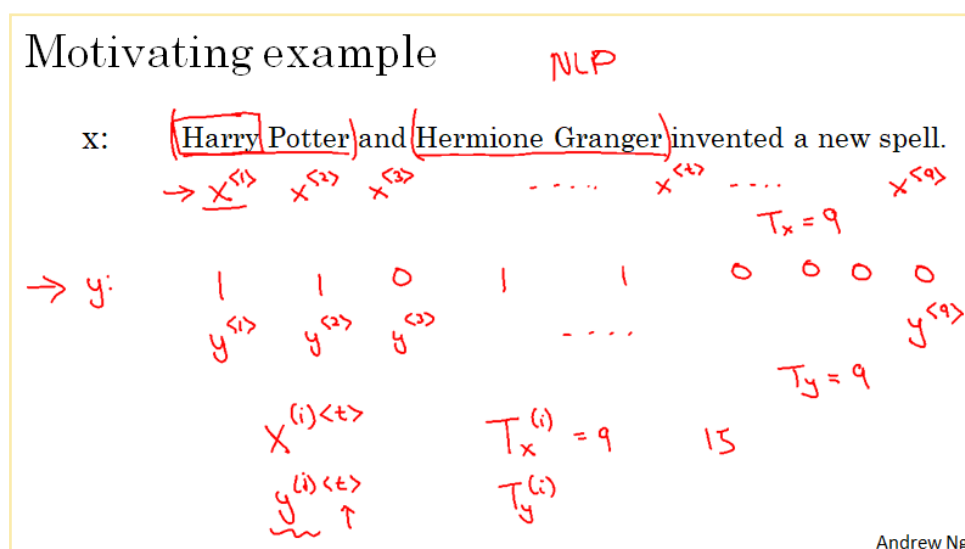 Motivating example NLP
x: Harry Potter and Hermione Granger invented a new spell.
→ x<1> x<2> x<3> ..... x<t> .... x<9>
Tx = 9
→ y: 1 1 0 1 1 0 0 0 0
y<1> y<2> y<3> .... y<9>
Ty = 9
X(i)<t> Tx(i) = 9 15
y(i)<t> ↑ Ty(i)
Andrew Ng